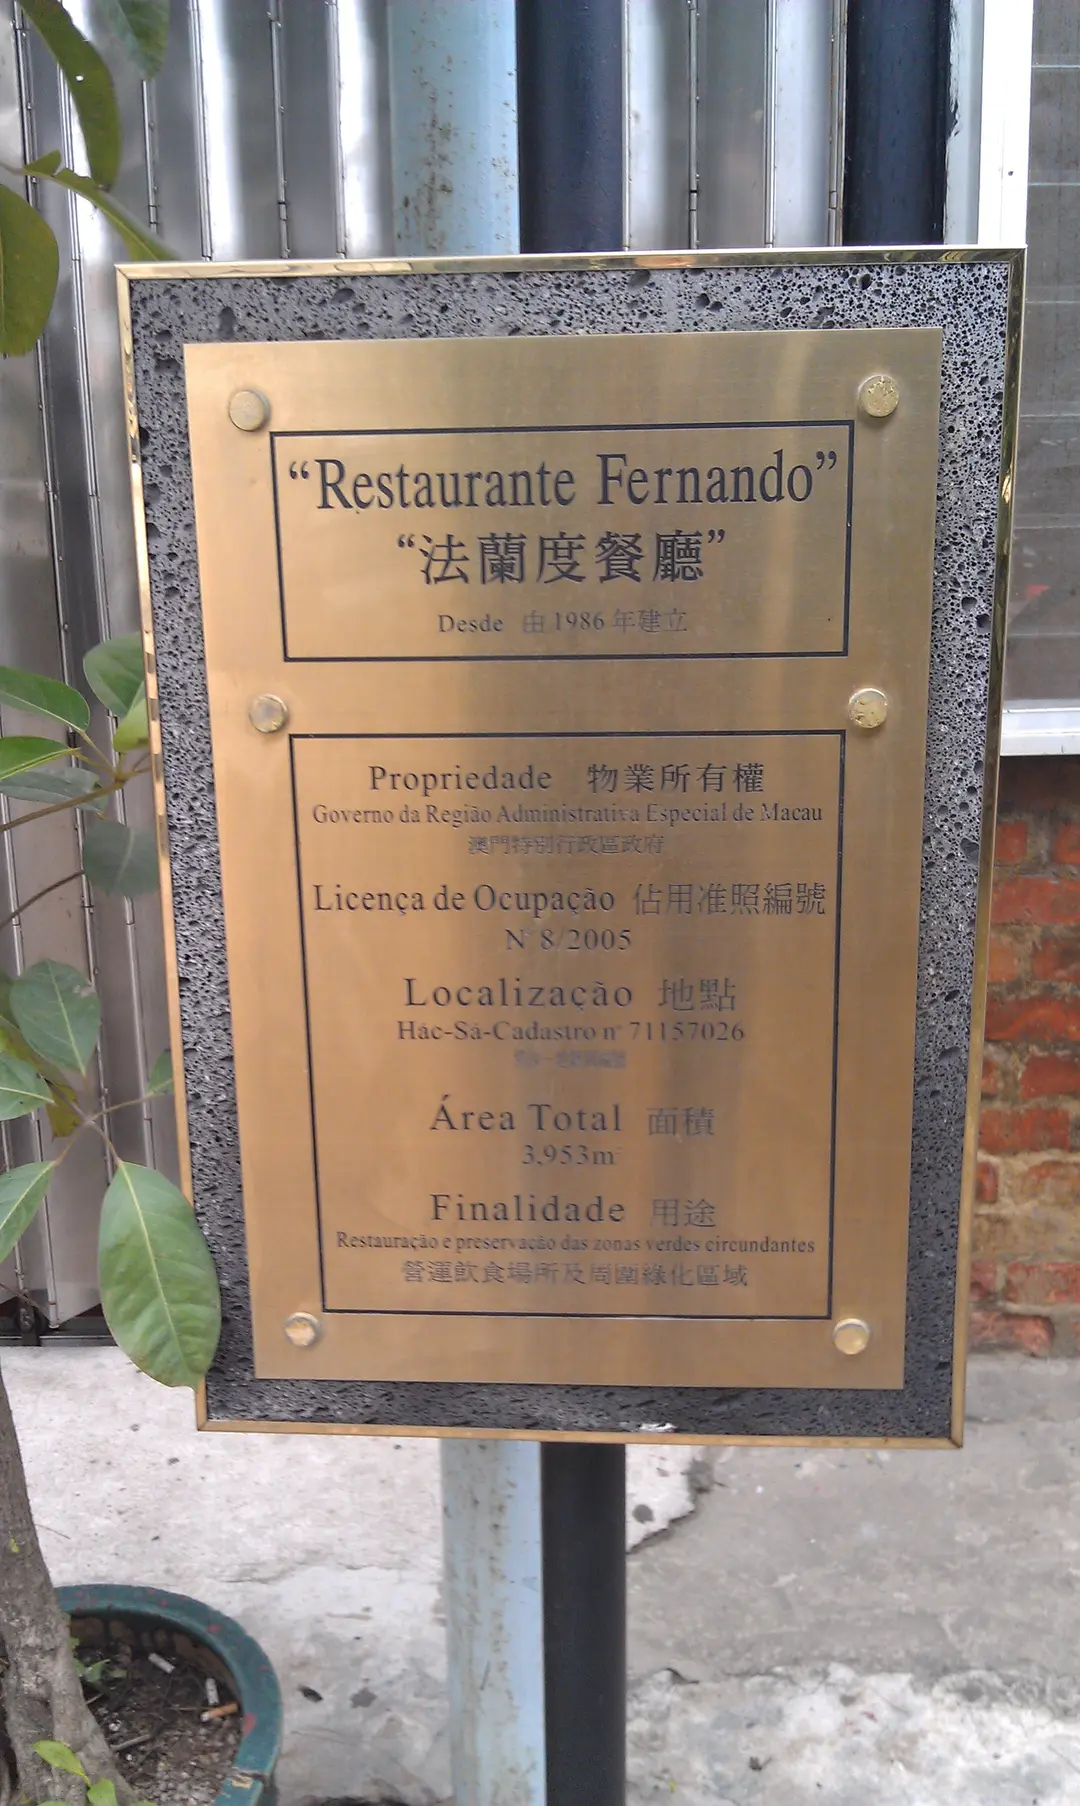 “Restaurante Fernando”
“法蘭度餐廳”
Desde 由1986年建立
Propriedade 物業所有權
Governo da Região Administrativa Especial de Macau
澳門特別行政區政府
Licença de Ocupação 佔用准照編號
Nº 8/2005
Localização 地點
Hác-Sá-Cadastro nº 71157026
Área Total 面積
3,953m²
Finalidade 用途
Restauração e preservação das zonas verdes circundantes
營運飲食場所及周圍綠化區域